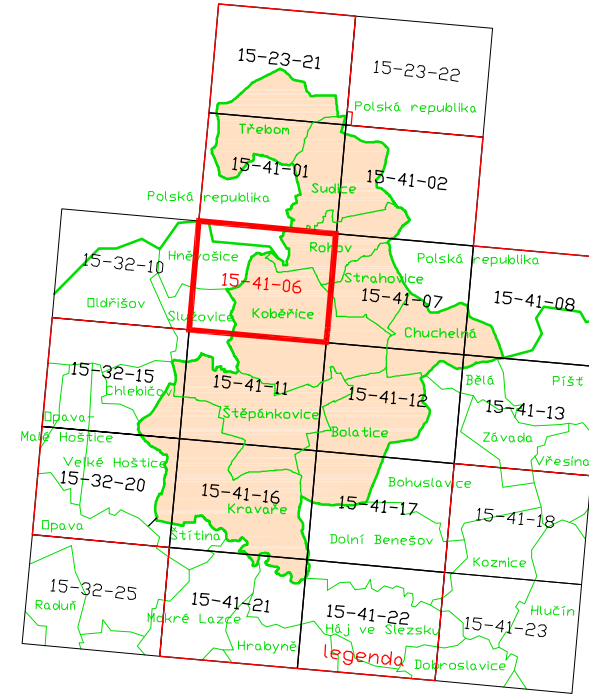 15-23-21
15-23-22
Polská republika
Třebom
15-41-01
Sudice
15-41-02
Polská republika
Rohov
Hněvošice
Polská republika
15-32-10
15-41-06
Strahovice
15-41-07
15-41-08
Oldřišov
Služovice
Kobeřice
Chuchelná
15-32-15
Chlebičov
15-41-11
15-41-12
Bělá
Píšť
Opava-
Malé Hoštice
Štěpánkovice
Bolatice
15-41-13
Závada
Velké Hoštice
Vřesina
15-32-20
15-41-16
Kravaře
Bohuslavice
15-41-17
15-41-18
Opava
Štítina
Dolní Benešov
Kozmice
15-32-25
Raduň
15-41-21
Mokré Lazce
15-41-22
Háj ve Slezsku
15-41-23
Hlučín
Hrabyně
legenda
Dobroslavice